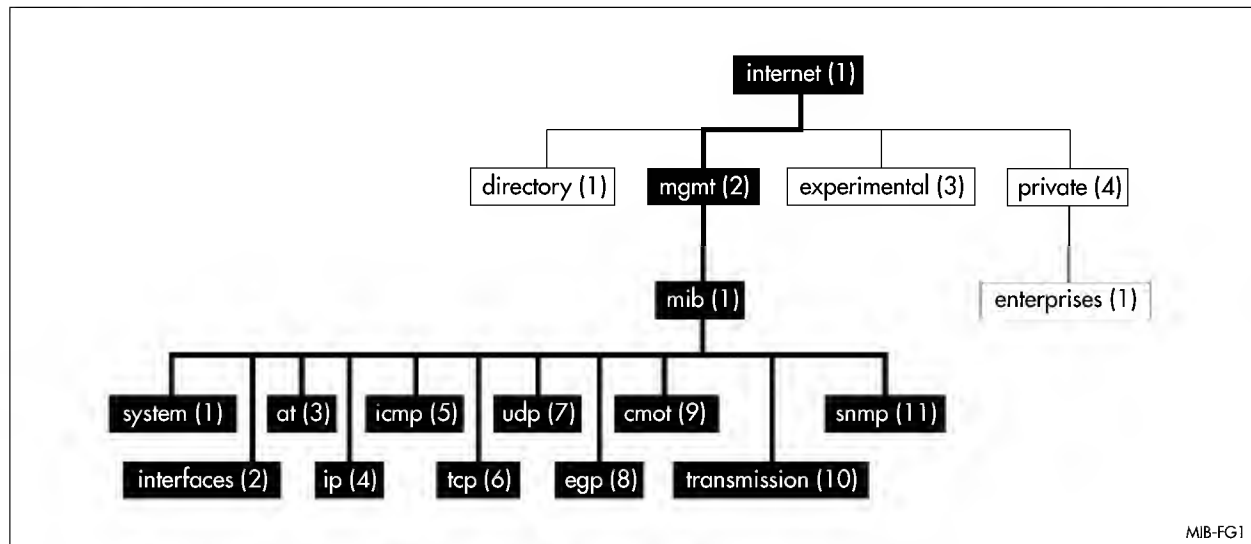 internet (1)
directory (1) mgmt (2) experimental (3) private (4)
mib (1) enterprises (1)
system (1) at (3) icmp (5) udp (7) cmot (9) snmp (11)
interfaces (2) ip (4) tcp (6) egp (8) transmission (10)
MIB-FG1